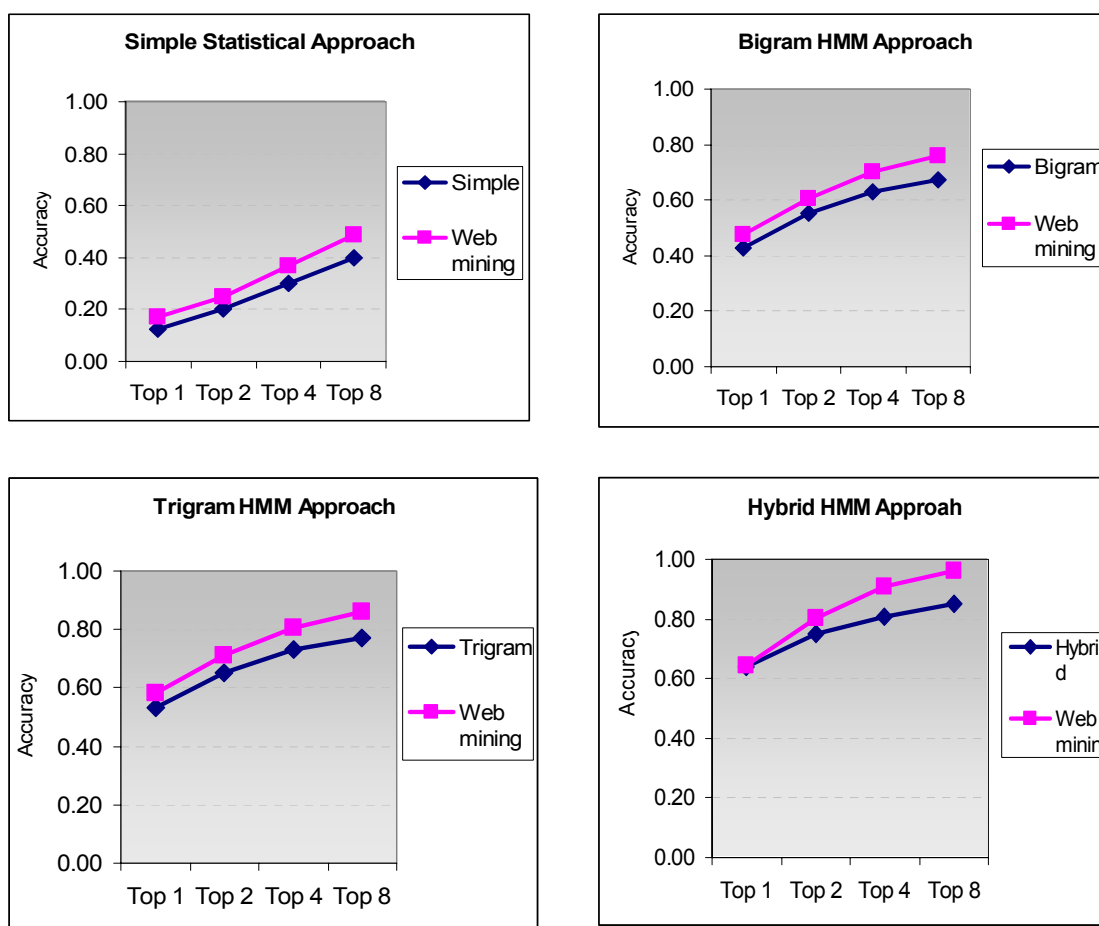 Simple Statistical Approach
1.00
0.80
0.60
0.40
0.20
0.00
Accuracy
Top 1 Top 2 Top 4 Top 8
Simple
Web
mining
Bigram HMM Approach
1.00
0.80
0.60
0.40
0.20
0.00
Accuracy
Top 1 Top 2 Top 4 Top 8
Bigram
Web
mining
Trigram HMM Approach
1.00
0.80
0.60
0.40
0.20
0.00
Accuracy
Top 1 Top 2 Top 4 Top 8
Trigram
Web
mining
Hybrid HMM Approah
1.00
0.80
0.60
0.40
0.20
0.00
Accuracy
Top 1 Top 2 Top 4 Top 8
Hybri
d
Web
minin